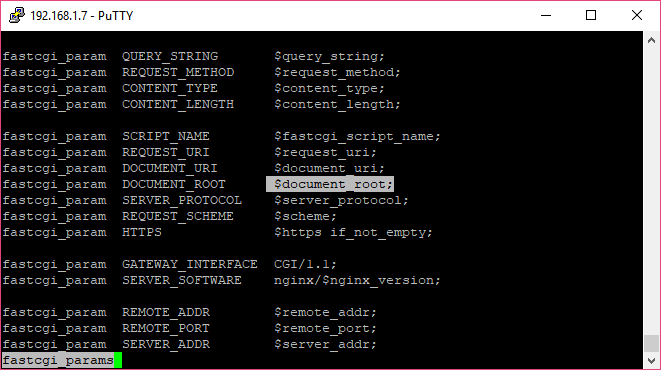 192.168.1.7 - PuTTY
fastcgi_param  QUERY_STRING       $query_string;
fastcgi_param  REQUEST_METHOD     $request_method;
fastcgi_param  CONTENT_TYPE       $content_type;
fastcgi_param  CONTENT_LENGTH     $content_length;
fastcgi_param  SCRIPT_NAME        $fastcgi_script_name;
fastcgi_param  REQUEST_URI        $request_uri;
fastcgi_param  DOCUMENT_URI       $document_uri;
fastcgi_param  DOCUMENT_ROOT      $document_root;
fastcgi_param  SERVER_PROTOCOL    $server_protocol;
fastcgi_param  REQUEST_SCHEME     $scheme;
fastcgi_param  HTTPS              $https if_not_empty;
fastcgi_param  GATEWAY_INTERFACE  CGI/1.1;
fastcgi_param  SERVER_SOFTWARE    nginx/$nginx_version;
fastcgi_param  REMOTE_ADDR        $remote_addr;
fastcgi_param  REMOTE_PORT        $remote_port;
fastcgi_param  SERVER_ADDR        $server_addr;
fastcgi_params